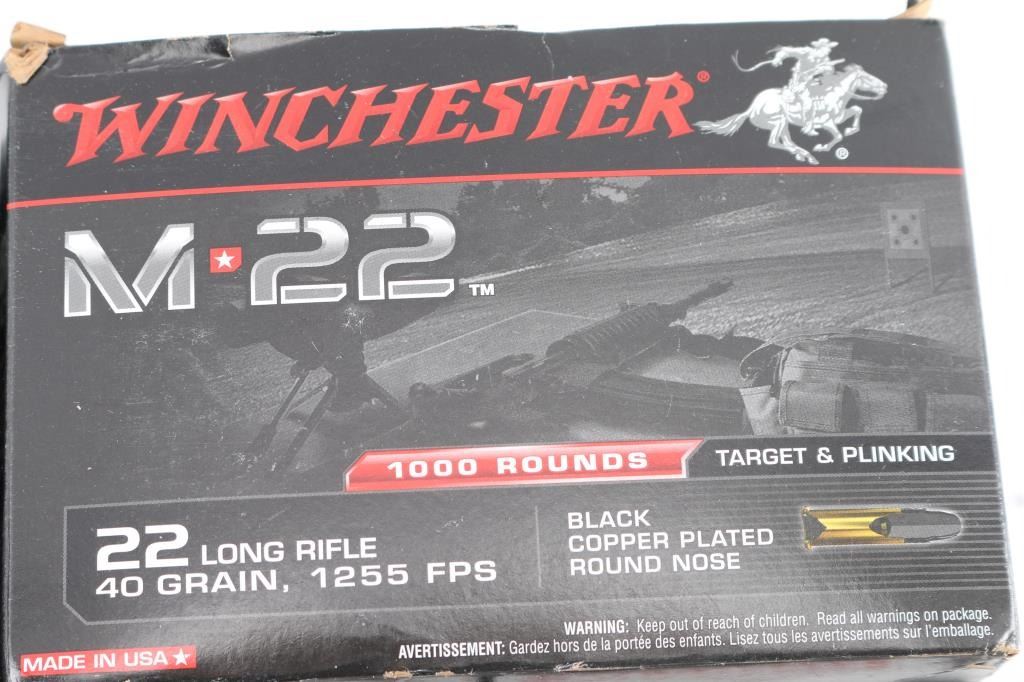 WINCHESTER®
®
M★22™
1000 ROUNDS
TARGET & PLINKING
22 LONG RIFLE
40 GRAIN, 1255 FPS
BLACK
COPPER PLATED
ROUND NOSE
WARNING: Keep out of reach of children. Read all warnings on package.
AVERTISSEMENT: Gardez hors de la portée des enfants. Lisez tous les avertissements sur l'emballage.
MADE IN USA★